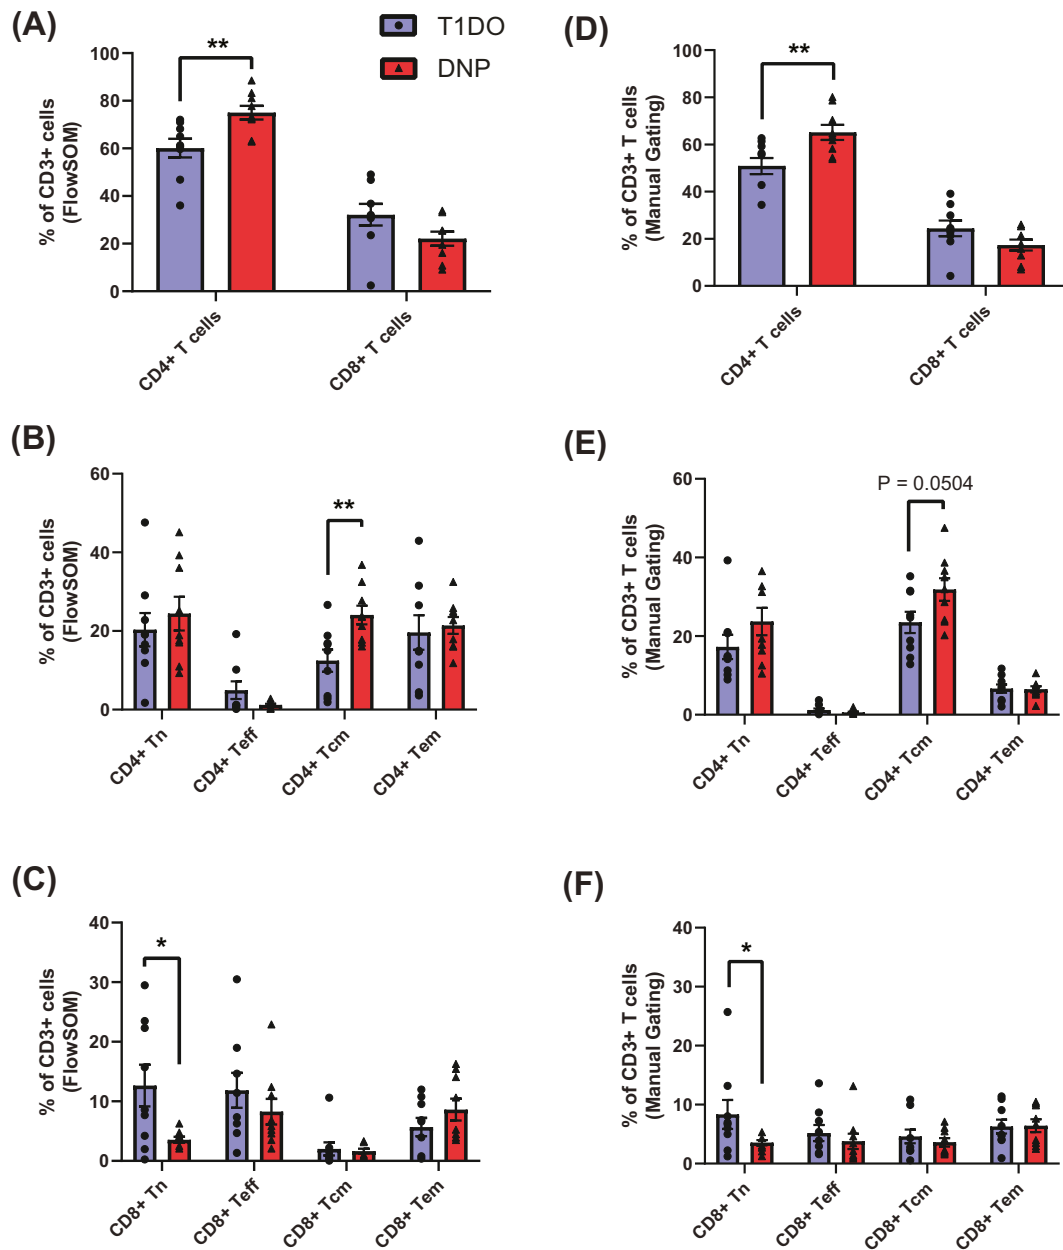 (A)
T1DO
DNP
**
% of CD3+ cells
(FlowSOM)
100
80
60
40
20
0
CD4+ T cells
CD8+ T cells
(D)
**
% of CD3+ T cells
(Manual Gating)
100
80
60
40
20
0
CD4+ T cells
CD8+ T cells
(B)
**
% of CD3+ cells
(FlowSOM)
60
40
20
0
CD4+ Tn
CD4+ Teff
CD4+ Tcm
CD4+ Tem
(E)
P = 0.0504
% of CD3+ T cells
(Manual Gating)
60
40
20
0
CD4+ Tn
CD4+ Teff
CD4+ Tcm
CD4+ Tem
(C)
*
% of CD3+ cells
(FlowSOM)
40
30
20
10
0
CD8+ Tn
CD8+ Teff
CD8+ Tcm
CD8+ Tem
(F)
*
% of CD3+ T cells
(Manual Gating)
40
30
20
10
0
CD8+ Tn
CD8+ Teff
CD8+ Tcm
CD8+ Tem